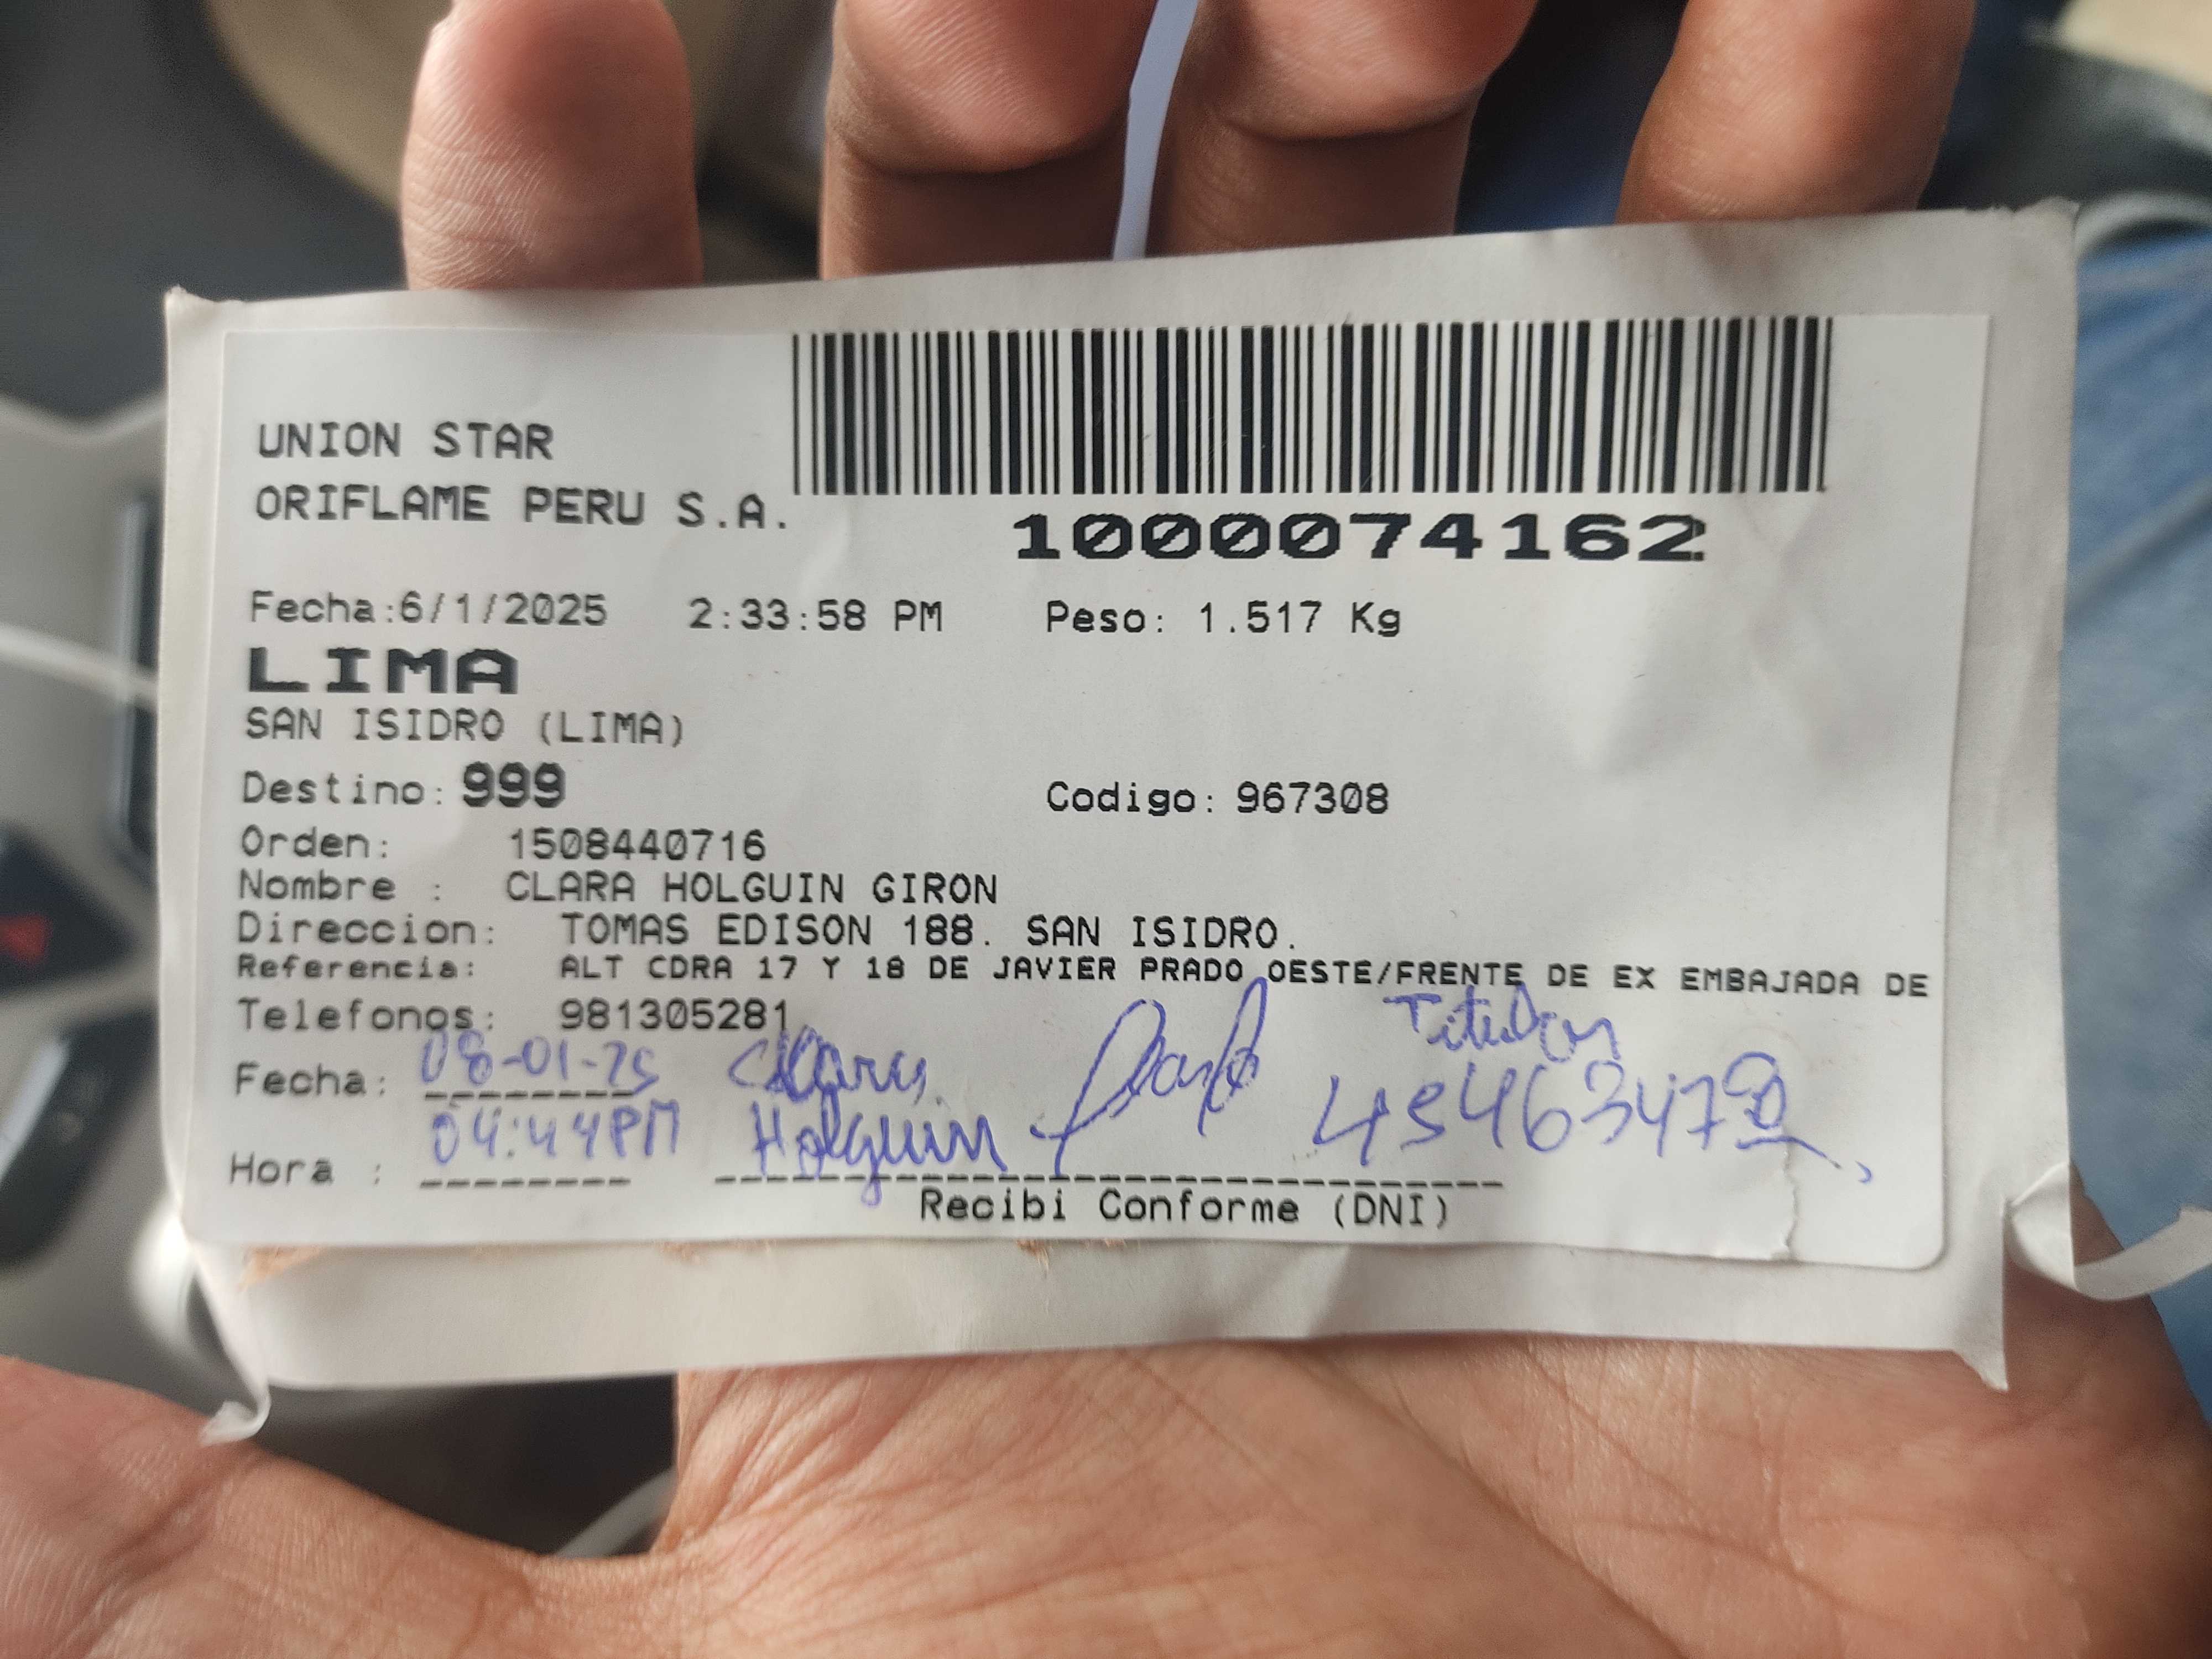 UNION STAR
ORIFLAME PERU S.A.
1000074162
Fecha:6/1/2025 2:33:58 PM Peso: 1.517 Kg
LIMA
SAN ISIDRO (LIMA)
Destino: 999 Codigo: 967308
Orden: 1508440716
Nombre : CLARA HOLGUIN GIRON
Direccion: TOMAS EDISON 188. SAN ISIDRO.
Referencia: ALT CDRA 17 Y 18 DE JAVIER PRADO OESTE/FRENTE DE EX EMBAJADA DE
Telefonos: 981305281
Titular
Fecha: 08-01-25 Clara
Hora : 04:44PM Holguin
Recibi Conforme (DNI)